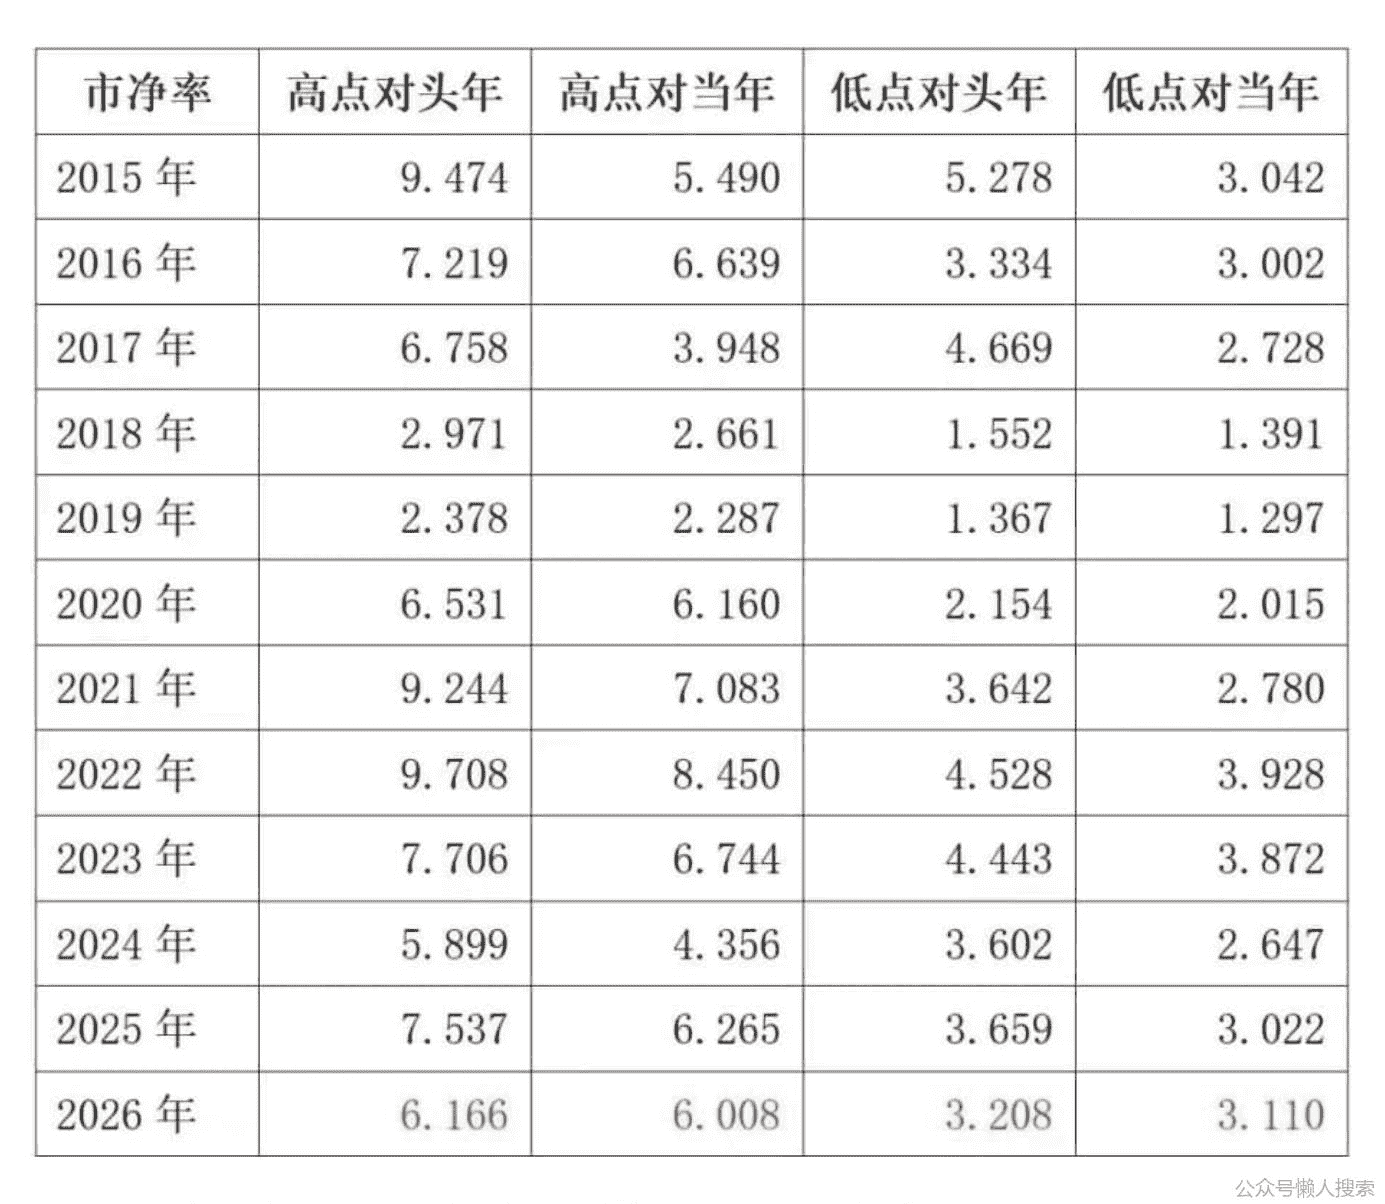 市净率 高点对头年 高点对当年 低点对头年 低点对当年
2015 年 9.474 5.490 5.278 3.042
2016 年 7.219 6.639 3.334 3.002
2017 年 6.758 3.948 4.669 2.728
2018 年 2.971 2.661 1.552 1.391
2019 年 2.378 2.287 1.367 1.297
2020 年 6.531 6.160 2.154 2.015
2021 年 9.244 7.083 3.642 2.780
2022 年 9.708 8.450 4.528 3.928
2023 年 7.706 6.744 4.443 3.872
2024 年 5.899 4.356 3.602 2.647
2025 年 7.537 6.265 3.659 3.022
2026 年 6.166 6.008 3.208 3.110
公众号懒人搜索